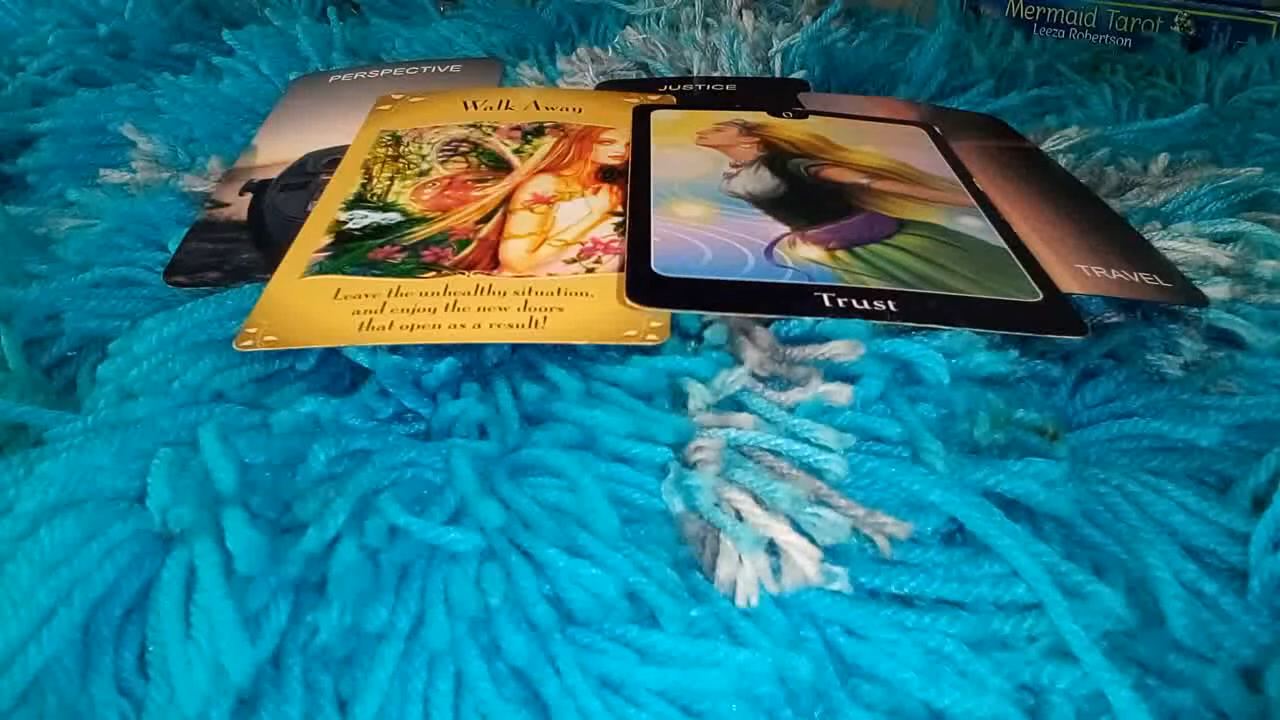 Mermaid Tarot
Leeza Robertson
PERSPECTIVE
JUSTICE
Walk Away
0
TRAVEL
Leave the unhealthy situation,
and enjoy the new doors
that open as a result!
Trust